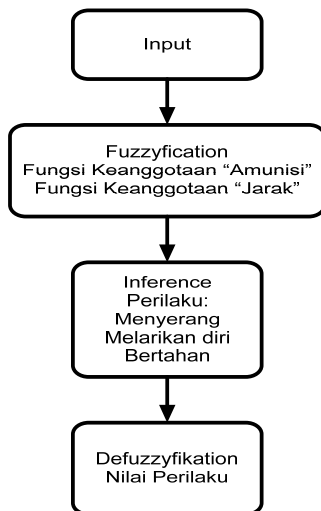 Input
Fuzzyfication
Fungsi Keanggotaan “Amunisi”
Fungsi Keanggotaan “Jarak”
Inference
Perilaku:
Menyerang
Melarikan diri
Bertahan
Defuzzyfikation
Nilai Perilaku